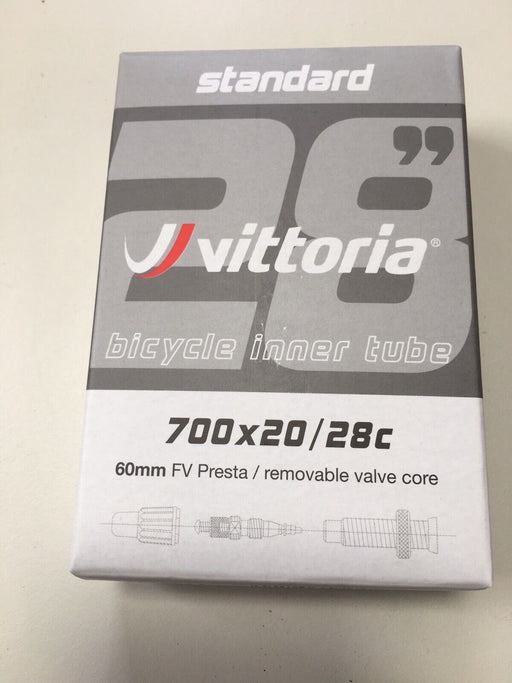 standard
28”
vittoria®
bicycle inner tube
700x20/28c
60mm FV Presta / removable valve core